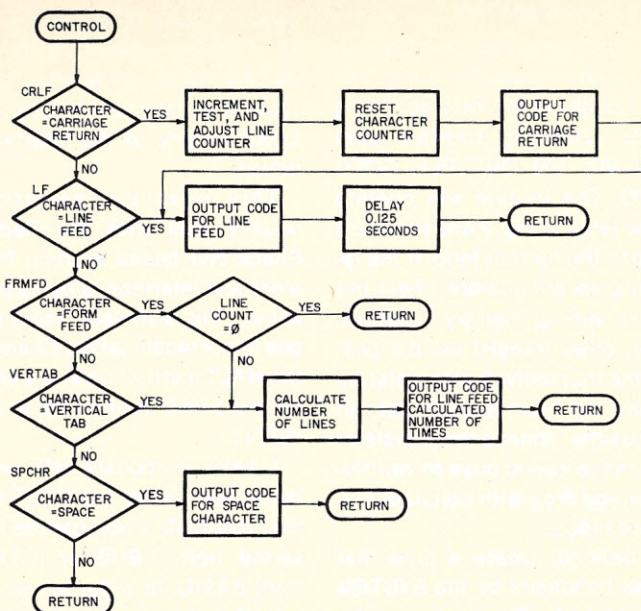 CONTROL
CRLF
CHARACTER
=CARRIAGE
RETURN
YES
INCREMENT,
TEST, AND
ADJUST LINE
COUNTER
RESET
CHARACTER
COUNTER
OUTPUT
CODE FOR
CARRIAGE
RETURN
NO
LF
CHARACTER
=LINE
FEED
YES
OUTPUT CODE
FOR LINE
FEED
DELAY
0.125
SECONDS
RETURN
NO
FRMFD
CHARACTER
=FORM
FEED
YES
LINE
COUNT
=Ø
YES
RETURN
NO
NO
VERTAB
CHARACTER
=VERTICAL
TAB
YES
CALCULATE
NUMBER
OF LINES
OUTPUT CODE
FOR LINE FEED
CALCULATED
NUMBER OF
TIMES
RETURN
NO
SPCHR
CHARACTER
=SPACE
YES
OUTPUT CODE
FOR SPACE
CHARACTER
RETURN
NO
RETURN